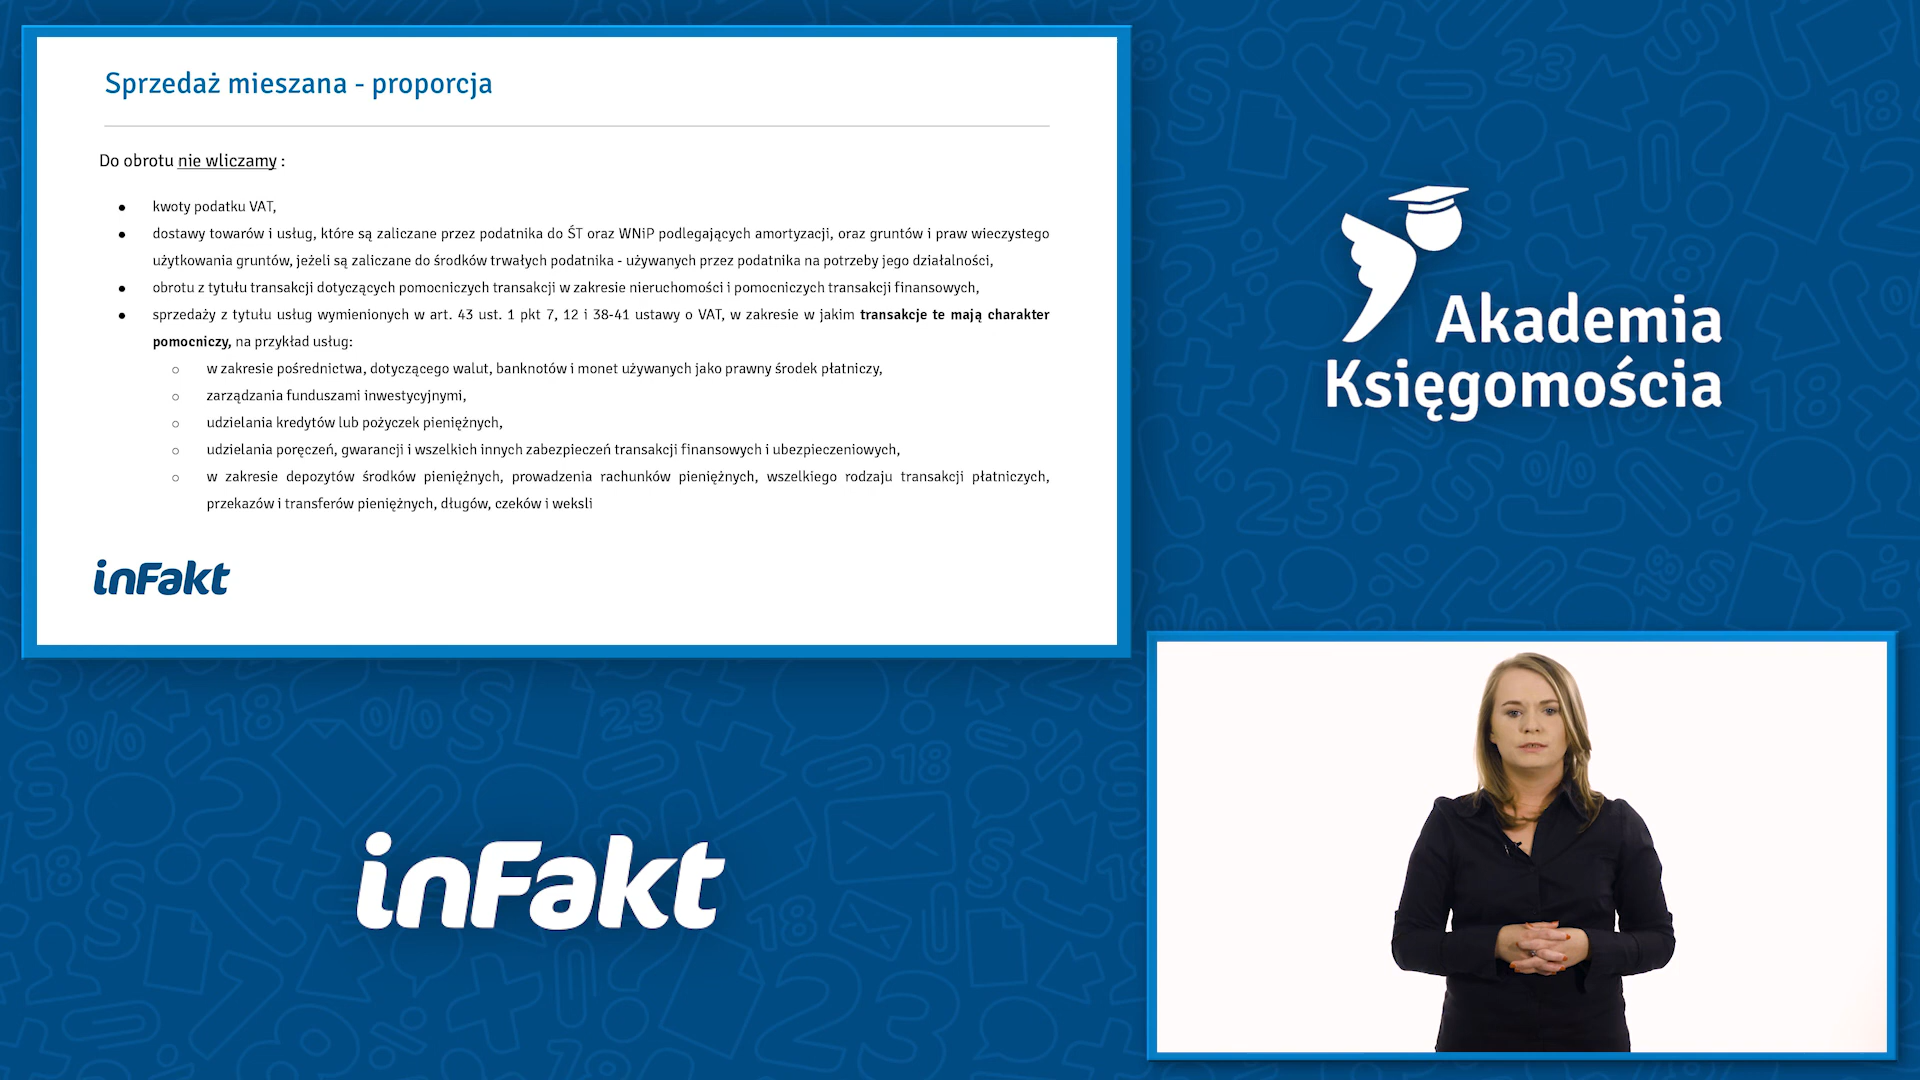 Sprzedaż mieszana - proporcja
Do obrotu nie wliczamy :
● kwoty podatku VAT,
● dostawy towarów i usług, które są zaliczane przez podatnika do ŚT oraz WNiP podlegających amortyzacji, oraz gruntów i praw wieczystego
użytkowania gruntów, jeżeli są zaliczane do środków trwałych podatnika - używanych przez podatnika na potrzeby jego działalności,
● obrotu z tytułu transakcji dotyczących pomocniczych transakcji w zakresie nieruchomości i pomocniczych transakcji finansowych,
● sprzedaży z tytułu usług wymienionych w art. 43 ust. 1 pkt 7, 12 i 38-41 ustawy o VAT, w zakresie w jakim transakcje te mają charakter
pomocniczy, na przykład usług:
○ w zakresie pośrednictwa, dotyczącego walut, banknotów i monet używanych jako prawny środek płatniczy,
○ zarządzania funduszami inwestycyjnymi,
○ udzielania kredytów lub pożyczek pieniężnych,
○ udzielania poręczeń, gwarancji i wszelkich innych zabezpieczeń transakcji finansowych i ubezpieczeniowych,
○ w zakresie depozytów środków pieniężnych, prowadzenia rachunków pieniężnych, wszelkiego rodzaju transakcji płatniczych,
przekazów i transferów pieniężnych, długów, czeków i weksli
inFakt
Akademia
Księgomościa
inFakt